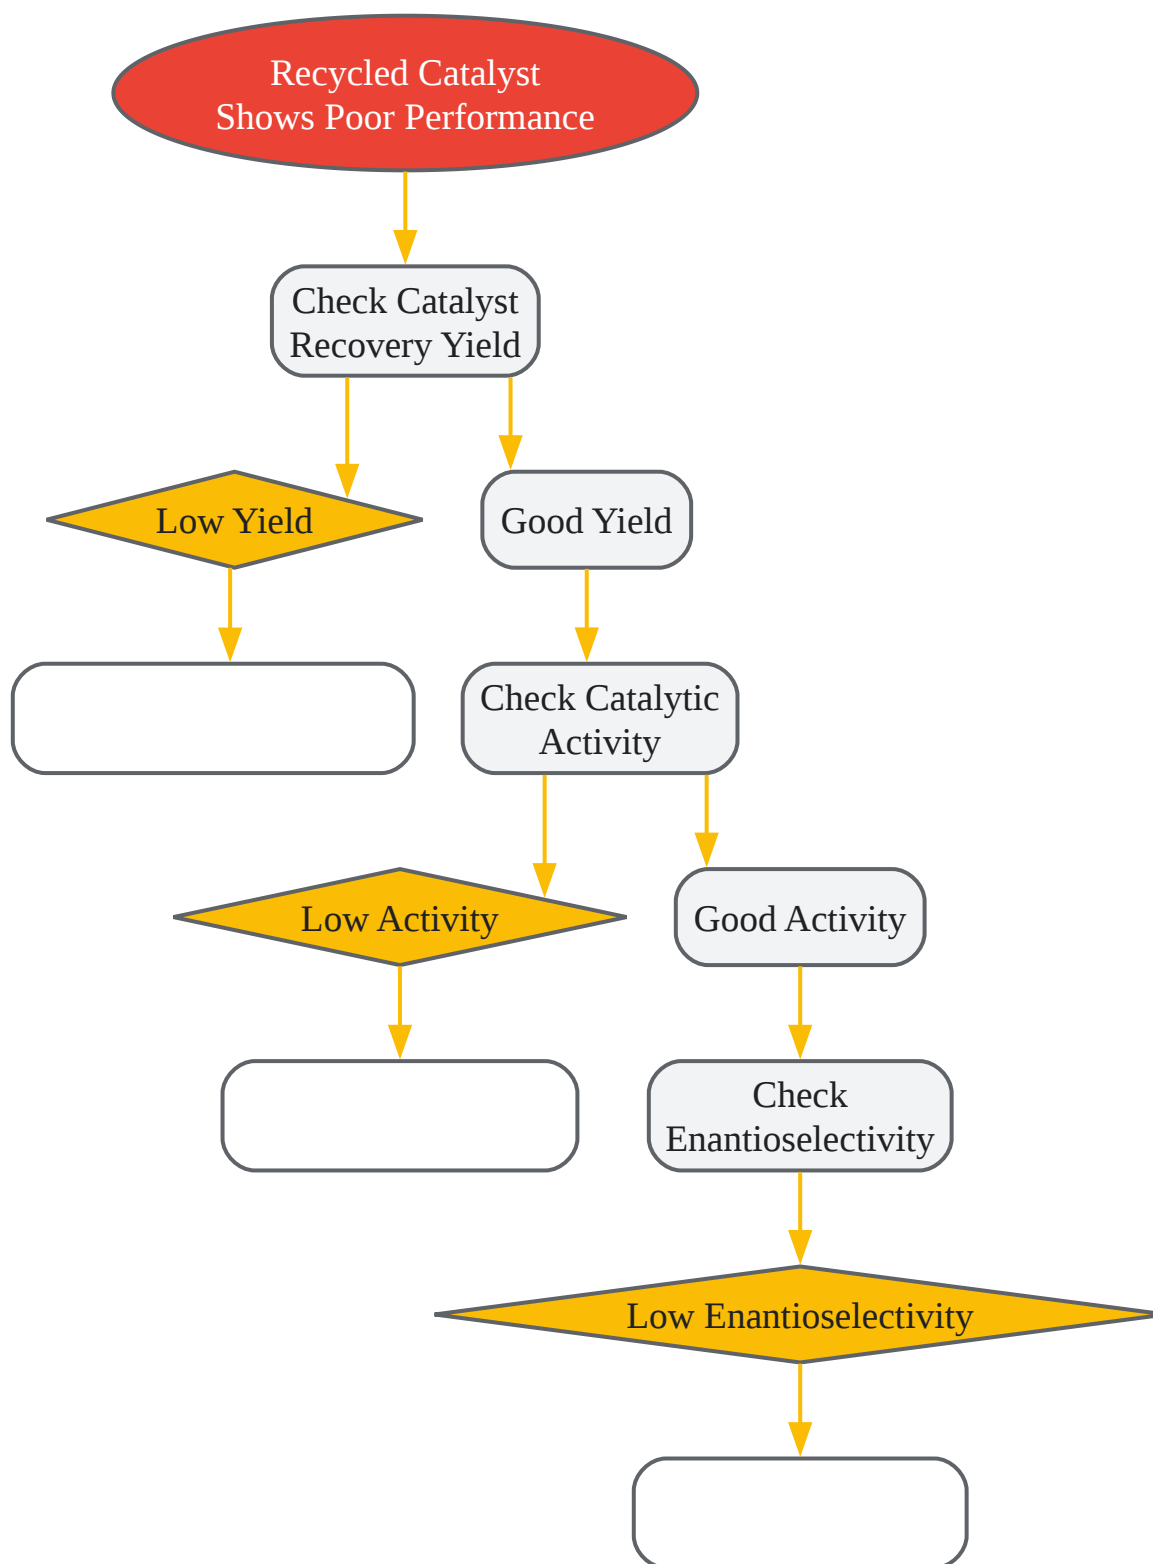 Recycled Catalyst
Shows Poor Performance
Check Catalyst
Recovery Yield
Low Yield
Good Yield
Check Catalytic
Activity
Low Activity
Good Activity
Check
Enantioselectivity
Low Enantioselectivity